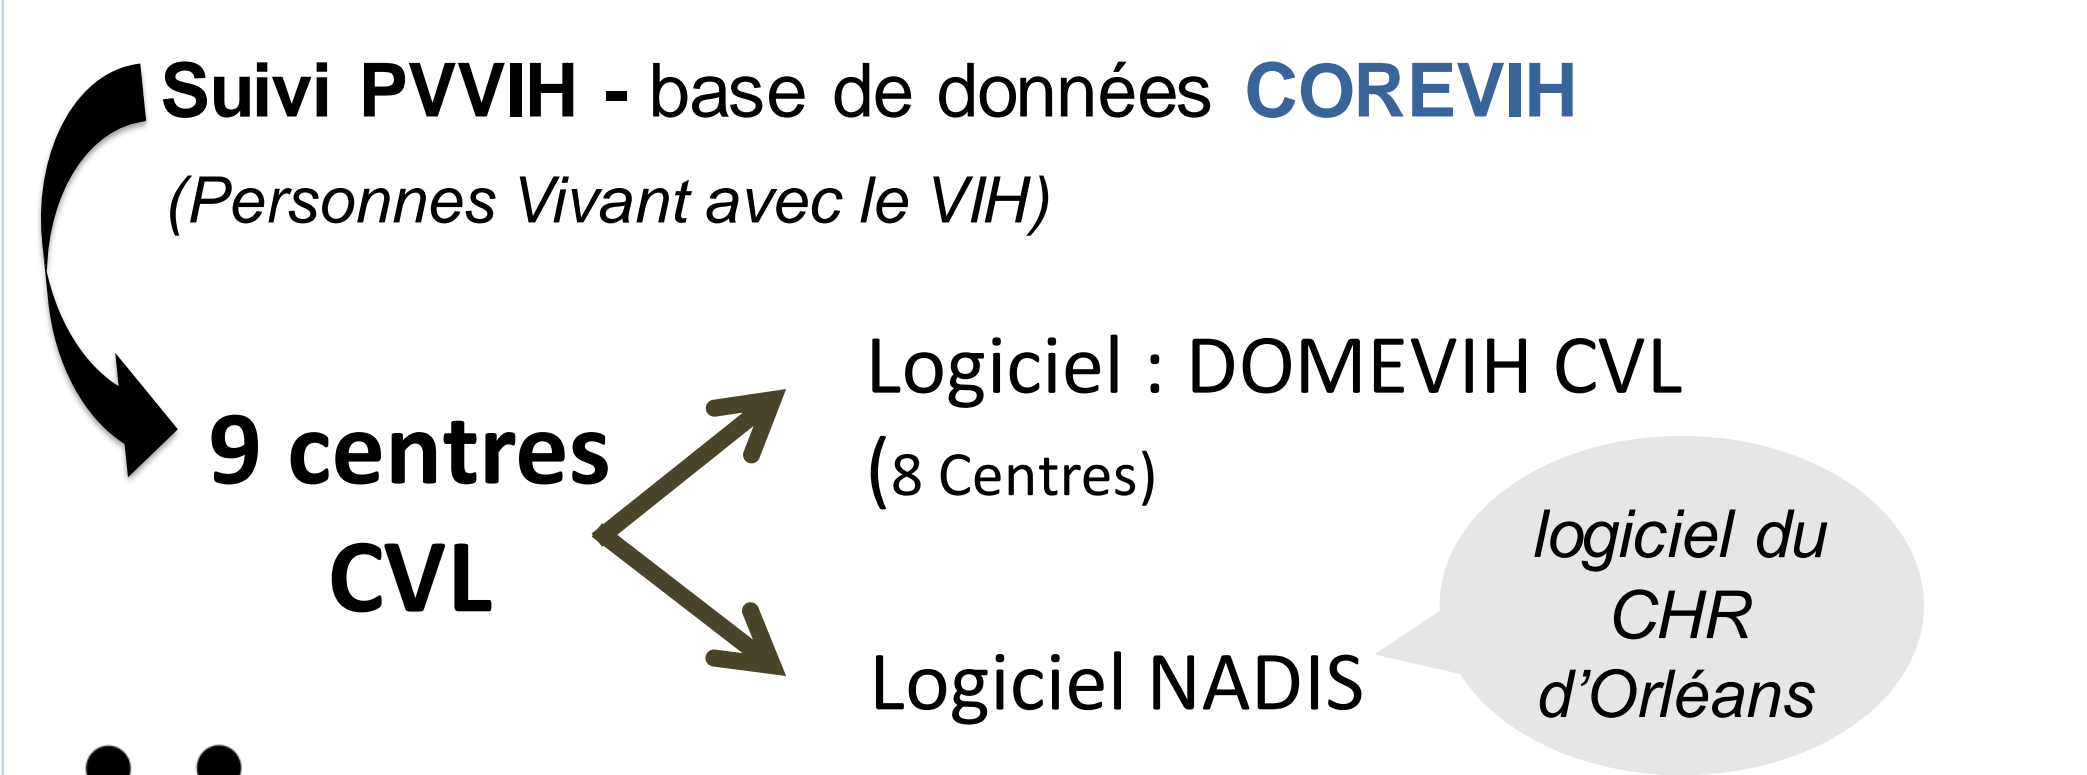 Suivi PVVIH - base de données COREVIH
(Personnes Vivant avec le VIH)
9 centres
CVL
Logiciel : DOMEVIH CVL
(8 Centres)
Logiciel NADIS
logiciel du
CHR
d’Orléans